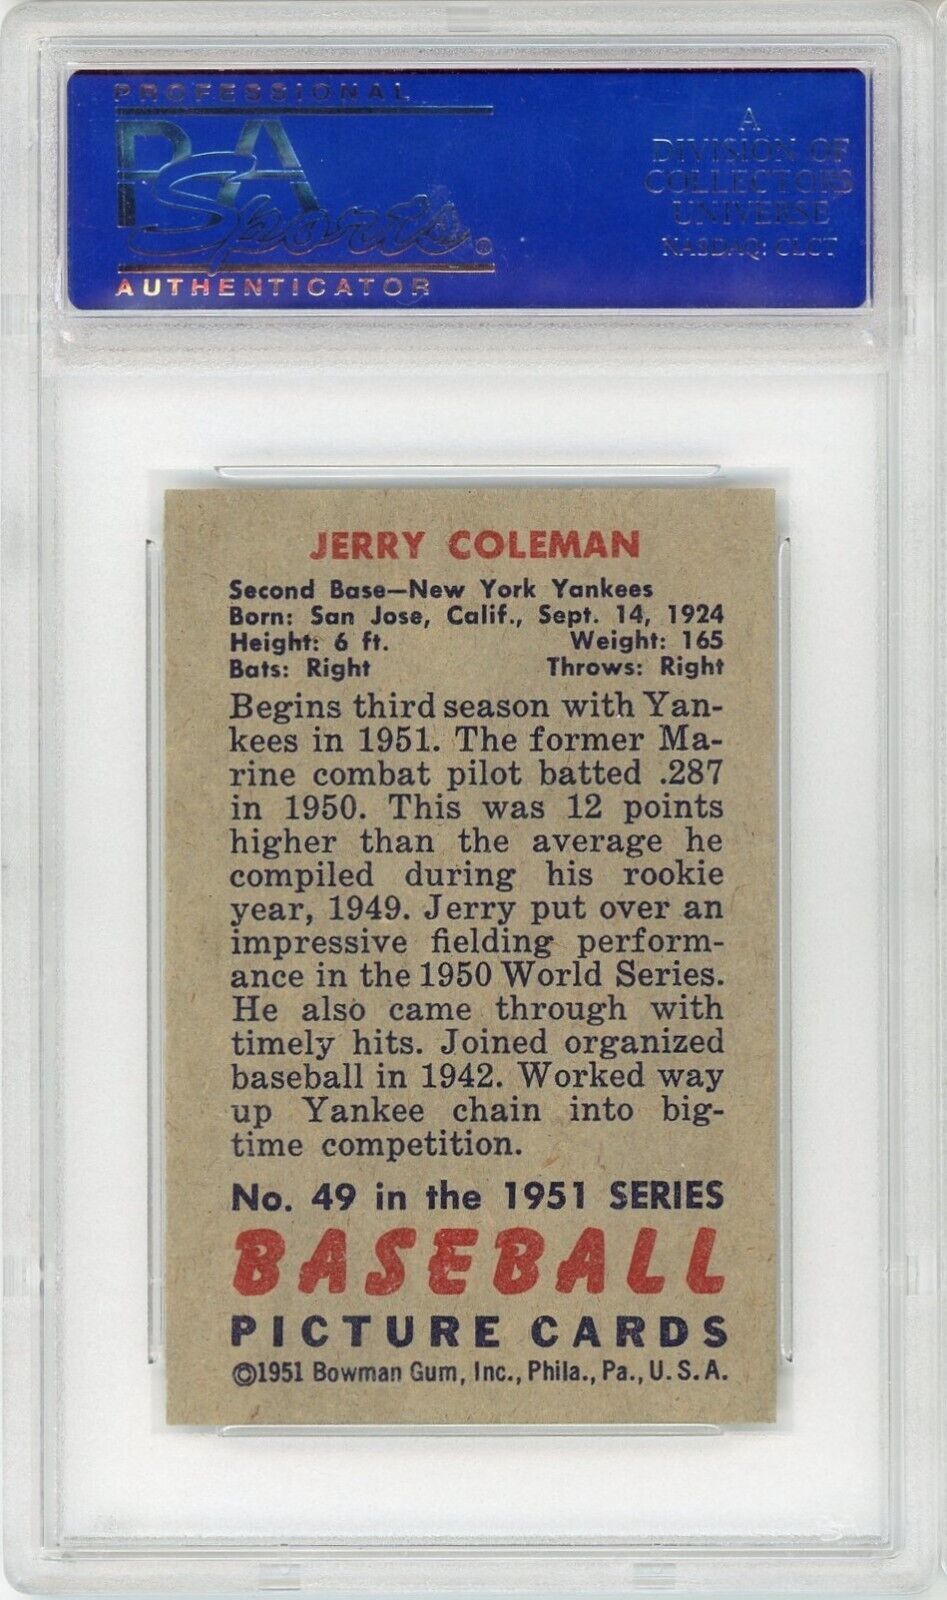 PROFESSIONAL
PSA
Sports®
AUTHENTICATOR
A
DIVISION OF
COLLECTORS
UNIVERSE
NASDAQ: CLCT
JERRY COLEMAN
Second Base—New York Yankees
Born: San Jose, Calif., Sept. 14, 1924
Height: 6 ft. Weight: 165
Bats: Right Throws: Right
Begins third season with Yan-
kees in 1951. The former Ma-
rine combat pilot batted .287
in 1950. This was 12 points
higher than the average he
compiled during his rookie
year, 1949. Jerry put over an
impressive fielding perform-
ance in the 1950 World Series.
He also came through with
timely hits. Joined organized
baseball in 1942. Worked way
up Yankee chain into big-
time competition.
No. 49 in the 1951 SERIES
BASEBALL
PICTURE CARDS
©1951 Bowman Gum, Inc., Phila., Pa., U. S. A.